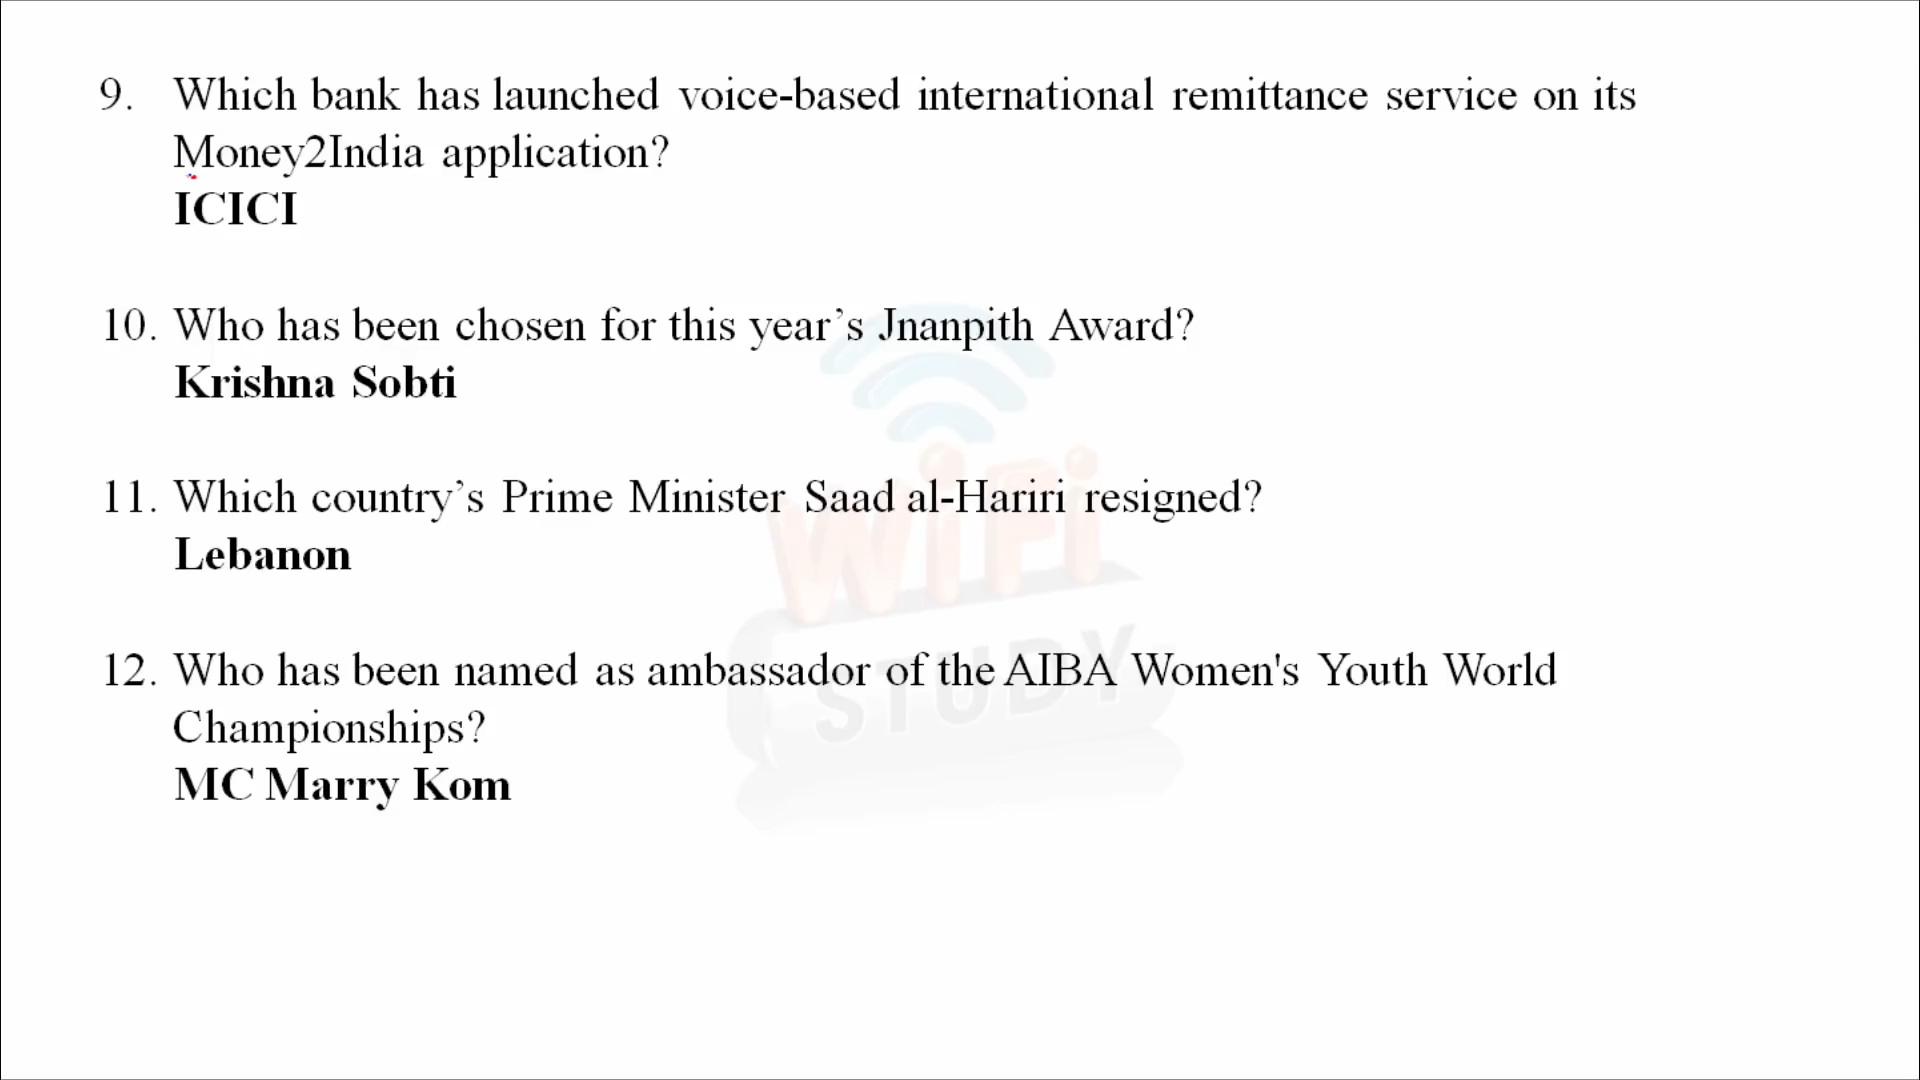 9. Which bank has launched voice-based international remittance service on its
Money2India application?
ICICI
10. Who has been chosen for this year’s Jnanpith Award?
Krishna Sobti
11. Which country’s Prime Minister Saad al-Hariri resigned?
Lebanon
12. Who has been named as ambassador of the AIBA Women's Youth World
Championships?
MC Marry Kom
WiFi
STUDY